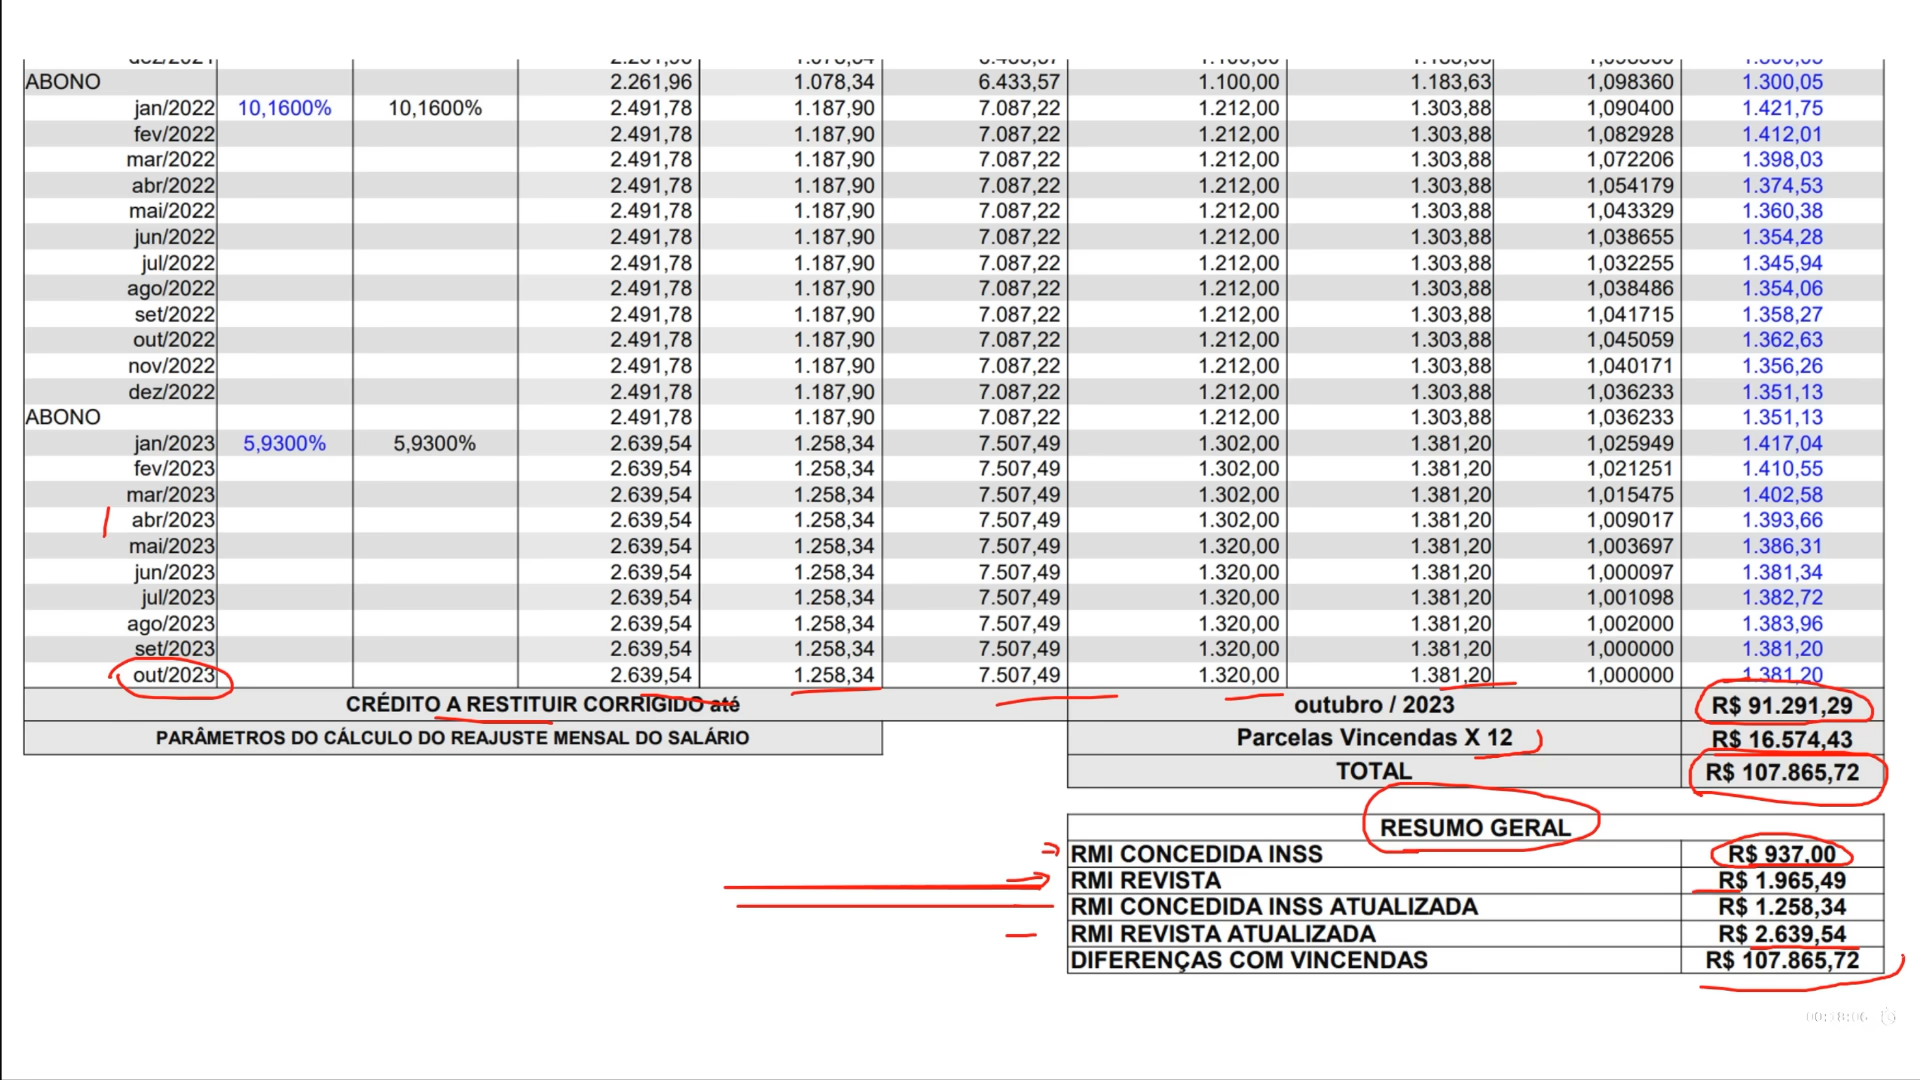 ABONO 2.261,96 1.078,34 6.433,57 1.100,00 1.183,63 1,098360 1.300,05
jan/2022 10,1600% 10,1600% 2.491,78 1.187,90 7.087,22 1.212,00 1.303,88 1,090400 1.421,75
fev/2022 2.491,78 1.187,90 7.087,22 1.212,00 1.303,88 1,082928 1.412,01
mar/2022 2.491,78 1.187,90 7.087,22 1.212,00 1.303,88 1,072206 1.398,03
abr/2022 2.491,78 1.187,90 7.087,22 1.212,00 1.303,88 1,054179 1.374,53
mai/2022 2.491,78 1.187,90 7.087,22 1.212,00 1.303,88 1,043329 1.360,38
jun/2022 2.491,78 1.187,90 7.087,22 1.212,00 1.303,88 1,038655 1.354,28
jul/2022 2.491,78 1.187,90 7.087,22 1.212,00 1.303,88 1,032255 1.345,94
ago/2022 2.491,78 1.187,90 7.087,22 1.212,00 1.303,88 1,038486 1.354,06
set/2022 2.491,78 1.187,90 7.087,22 1.212,00 1.303,88 1,041715 1.358,27
out/2022 2.491,78 1.187,90 7.087,22 1.212,00 1.303,88 1,045059 1.362,63
nov/2022 2.491,78 1.187,90 7.087,22 1.212,00 1.303,88 1,040171 1.356,26
dez/2022 2.491,78 1.187,90 7.087,22 1.212,00 1.303,88 1,036233 1.351,13
ABONO 2.491,78 1.187,90 7.087,22 1.212,00 1.303,88 1,036233 1.351,13
jan/2023 5,9300% 5,9300% 2.639,54 1.258,34 7.507,49 1.302,00 1.381,20 1,025949 1.417,04
fev/2023 2.639,54 1.258,34 7.507,49 1.302,00 1.381,20 1,021251 1.410,55
mar/2023 2.639,54 1.258,34 7.507,49 1.302,00 1.381,20 1,015475 1.402,58
abr/2023 2.639,54 1.258,34 7.507,49 1.302,00 1.381,20 1,009017 1.393,66
mai/2023 2.639,54 1.258,34 7.507,49 1.320,00 1.381,20 1,003697 1.386,31
jun/2023 2.639,54 1.258,34 7.507,49 1.320,00 1.381,20 1,000097 1.381,34
jul/2023 2.639,54 1.258,34 7.507,49 1.320,00 1.381,20 1,001098 1.382,72
ago/2023 2.639,54 1.258,34 7.507,49 1.320,00 1.381,20 1,002000 1.383,96
set/2023 2.639,54 1.258,34 7.507,49 1.320,00 1.381,20 1,000000 1.381,20
out/2023 2.639,54 1.258,34 7.507,49 1.320,00 1.381,20 1,000000 1.381,20
CRÉDITO A RESTITUIR CORRIGIDO até outubro / 2023 R$ 91.291,29
PARÂMETROS DO CÁLCULO DO REAJUSTE MENSAL DO SALÁRIO Parcelas Vincendas X 12 R$ 16.574,43
TOTAL R$ 107.865,72
RESUMO GERAL
RMI CONCEDIDA INSS R$ 937,00
RMI REVISTA R$ 1.965,49
RMI CONCEDIDA INSS ATUALIZADA R$ 1.258,34
RMI REVISTA ATUALIZADA R$ 2.639,54
DIFERENÇAS COM VINCENDAS R$ 107.865,72